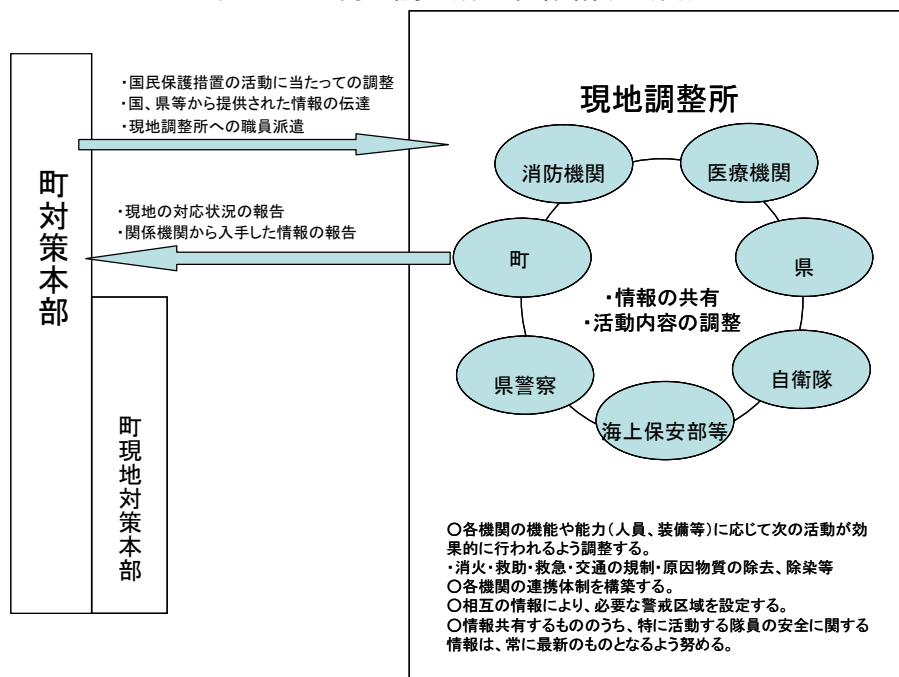 ・国民保護措置の活動に当たっての調整
・国、県等から提供された情報の伝達
・現地調整所への職員派遣
・現地の対応状況の報告
・関係機関から入手した情報の報告
町対策本部
町現地対策本部
現地調整所
消防機関
医療機関
町
県
・情報の共有
・活動内容の調整
県警察
自衛隊
海上保安部等
〇各機関の機能や能力(人員、装備等)に応じて次の活動が効
果的に行われるよう調整する。
・消火・救助・救急・交通の規制・原因物質の除去、除染等
〇各機関の連携体制を構築する。
〇相互の情報により、必要な警戒区域を設定する。
〇情報共有するもののうち、特に活動する隊員の安全に関する
情報は、常に最新のものとなるよう努める。